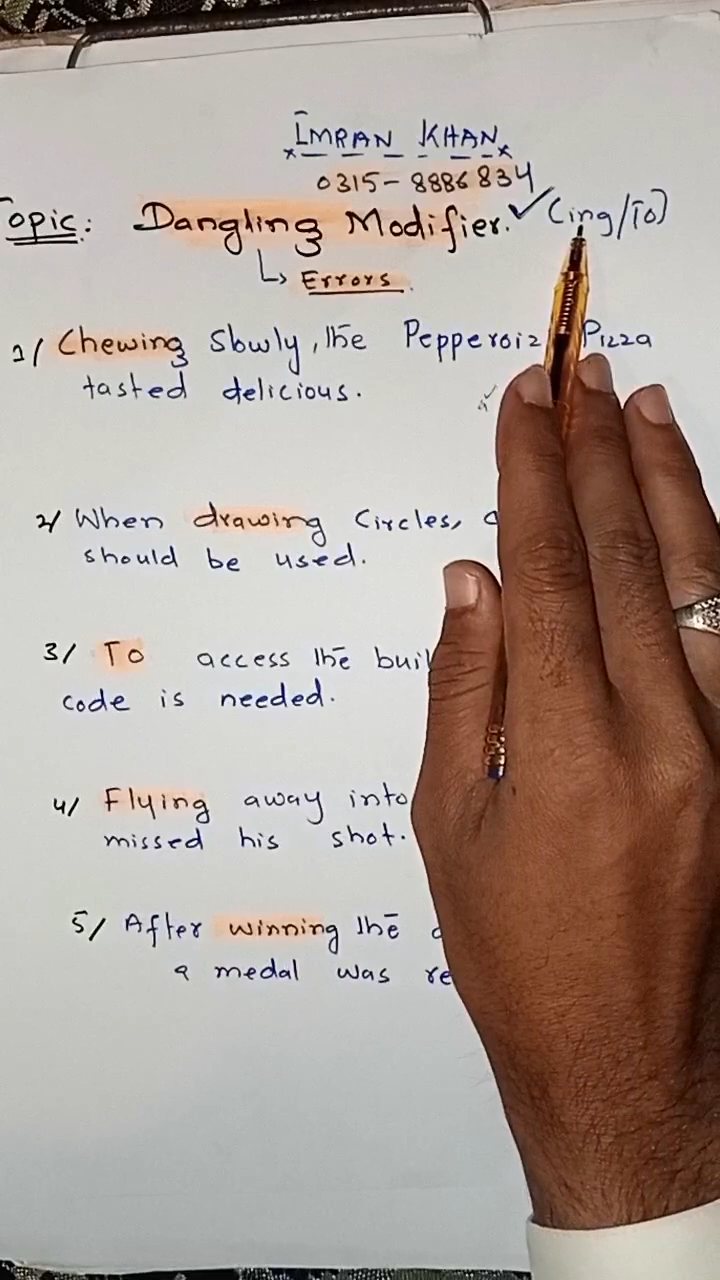 IMRAN KHAN
0315-8886834
Topic: Dangling Modifier. ✓ (ing/To)
↳ Errors.
1/ Chewing slowly, the Pizza
tasted delicious.
2/ When drawing Circles,
should be used.
3/ To access the
code is needed.
4/ Flying away into
missed his shot.
5/ After winning the
a medal was